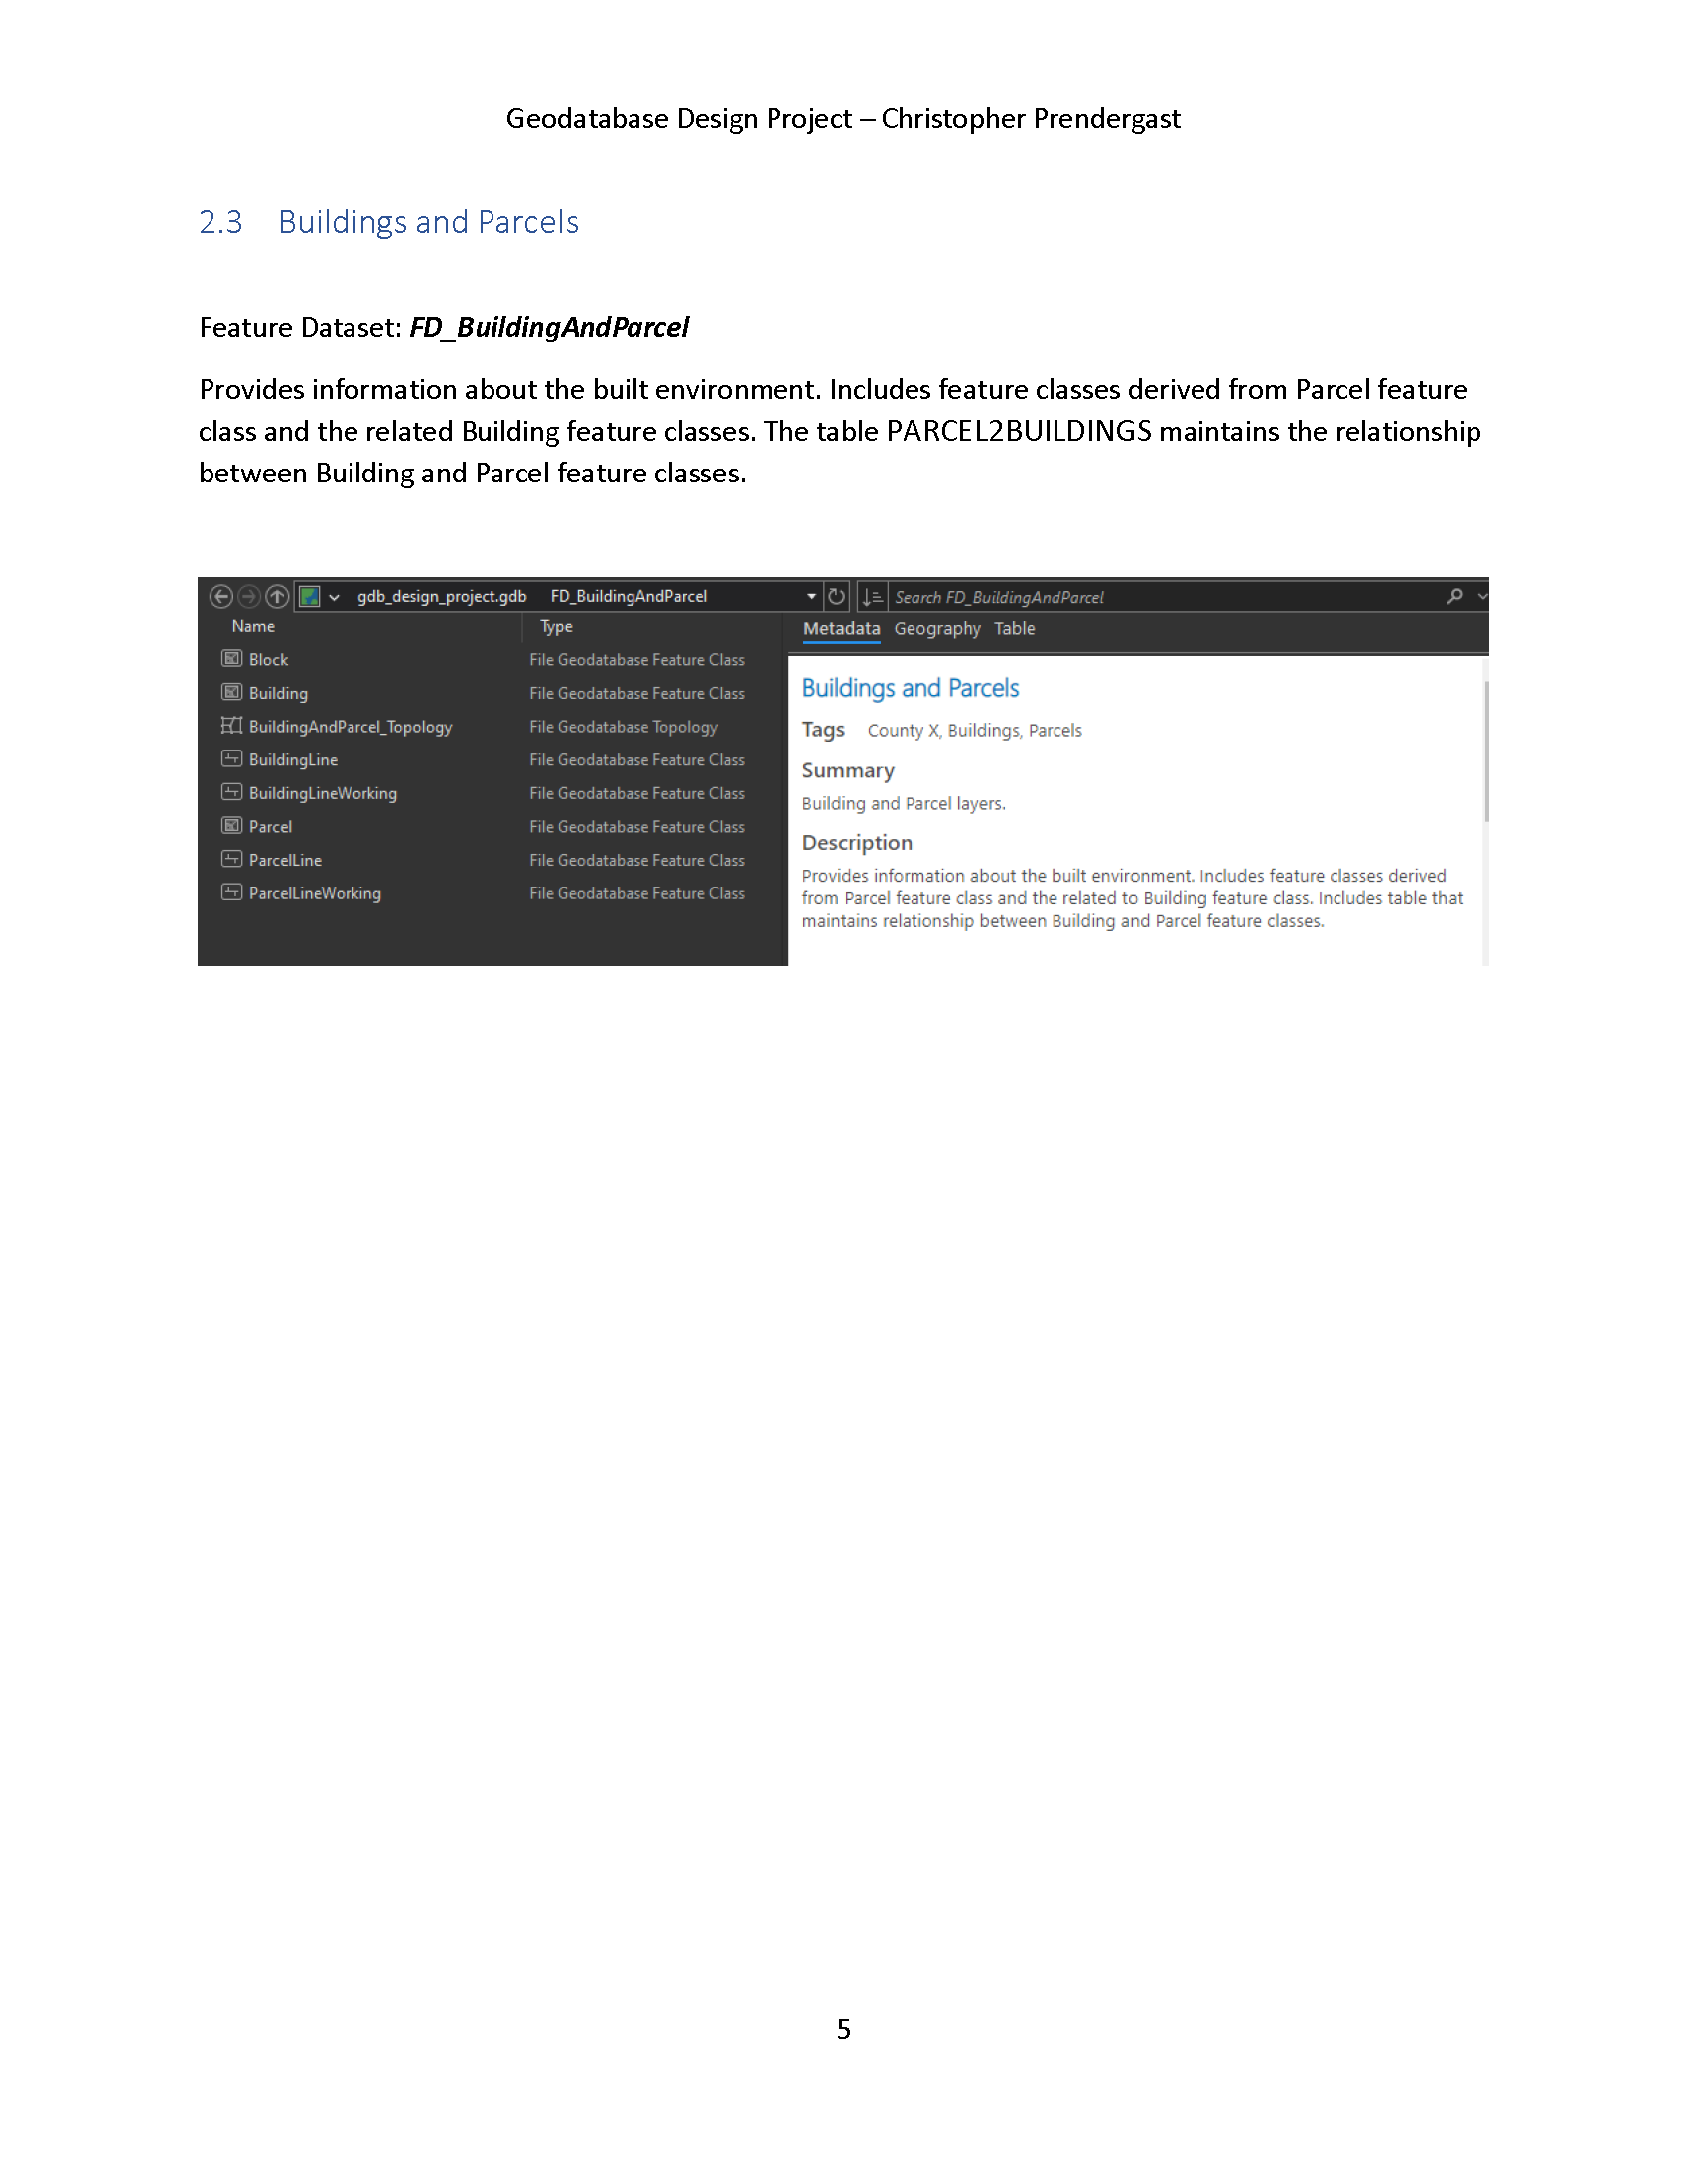 Geodatabase Design Project – Christopher Prendergast
2.3 Buildings and Parcels
Feature Dataset: FD_BuildingAndParcel
Provides information about the built environment. Includes feature classes derived from Parcel feature
class and the related Building feature classes. The table PARCEL2BUILDINGS maintains the relationship
between Building and Parcel feature classes.
gdb_design_project.gdb FD_BuildingAndParcel Search FD_BuildingAndParcel
Name Type
Block File Geodatabase Feature Class
Building File Geodatabase Feature Class
BuildingAndParcel_Topology File Geodatabase Topology
BuildingLine File Geodatabase Feature Class
BuildingLineWorking File Geodatabase Feature Class
Parcel File Geodatabase Feature Class
ParcelLine File Geodatabase Feature Class
ParcelLineWorking File Geodatabase Feature Class
Metadata Geography Table
Buildings and Parcels
Tags County X, Buildings, Parcels
Summary
Building and Parcel layers.
Description
Provides information about the built environment. Includes feature classes derived
from Parcel feature class and the related to Building feature class. Includes table that
maintains relationship between Building and Parcel feature classes.
5